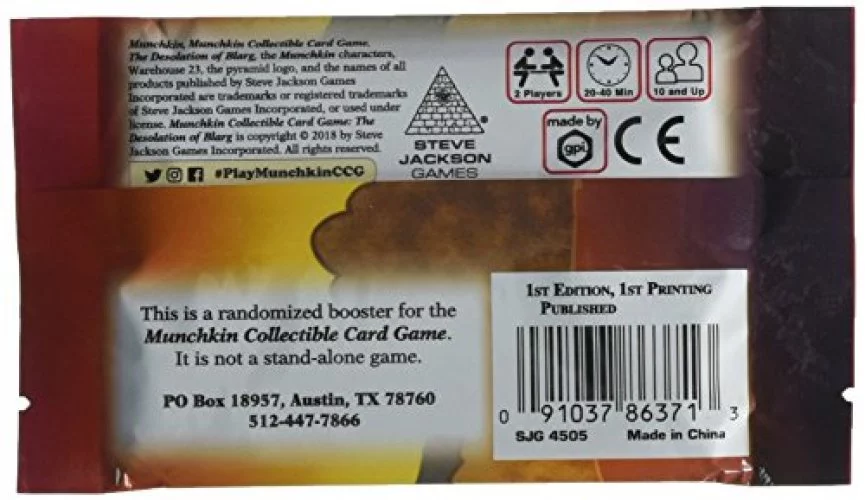 Munchkin, Munchkin Collectible Card Game,
The Desolation of Blarg, the Munchkin characters,
Warehouse 23, the pyramid logo, and the names of all
products published by Steve Jackson Games
Incorporated are trademarks or registered trademarks
of Steve Jackson Games Incorporated, or used under
license. Munchkin Collectible Card Game: The
Desolation of Blarg is copyright © 2018 by Steve
Jackson Games Incorporated. All rights reserved.
#PlayMunchkinCCG
STEVE
JACKSON
GAMES
2 Players
20-40 Min
10 and Up
made by
gpi
CE
This is a randomized booster for the
Munchkin Collectible Card Game.
It is not a stand-alone game.
PO Box 18957, Austin, TX 78760
512-447-7866
1ST EDITION, 1ST PRINTING
PUBLISHED
0 91037 86371 3
SJG 4505 Made in China